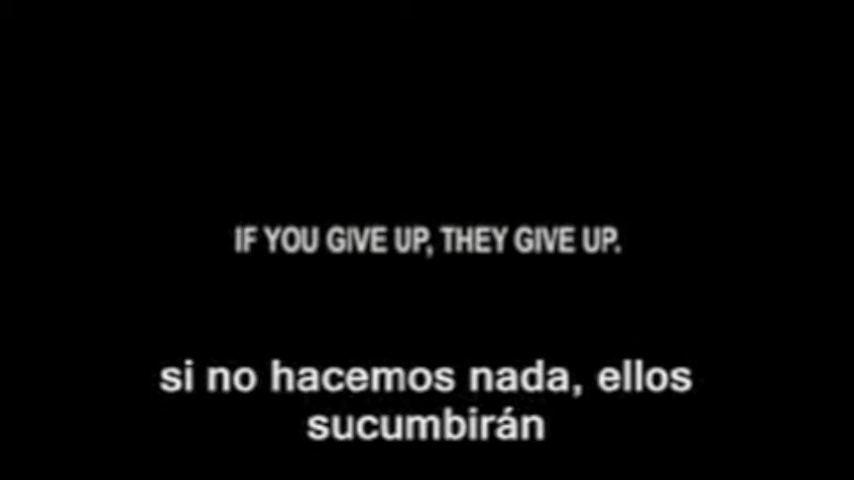 IF YOU GIVE UP, THEY GIVE UP.
si no hacemos nada, ellos
sucumbirán